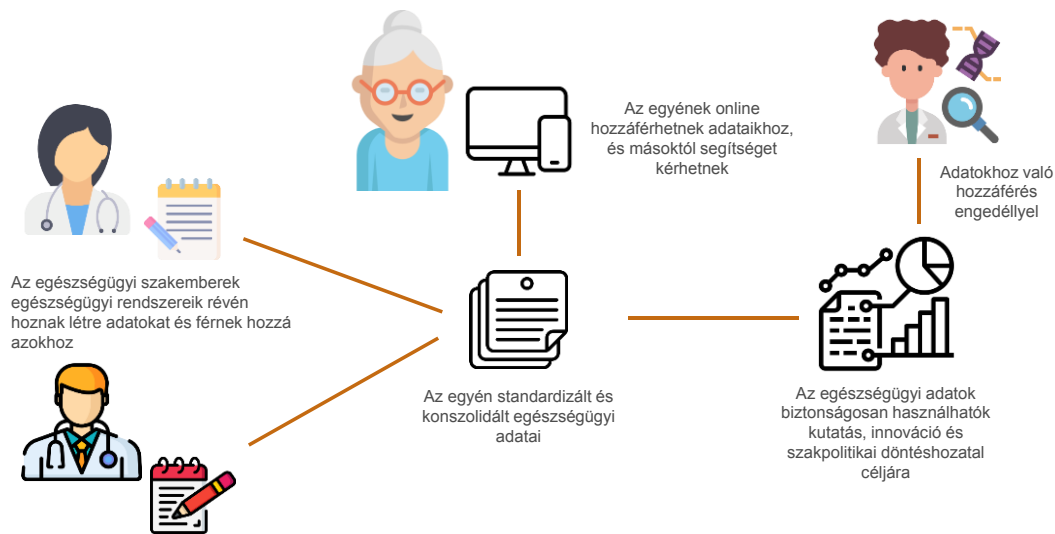 Az egyének online
hozzáférhetnek adataikhoz,
és másoktól segítséget
kérhetnek
Adatokhoz való
hozzáférés
engedéllyel
Az egészségügyi szakemberek
egészségügyi rendszereik révén
hoznak létre adatokat és férnek hozzá
azokhoz
Az egyén standardizált és
konszolidált egészségügyi
adatai
Az egészségügyi adatok
biztonságosan használhatók
kutatás, innováció és
szakpolitikai döntéshozatal
céljára